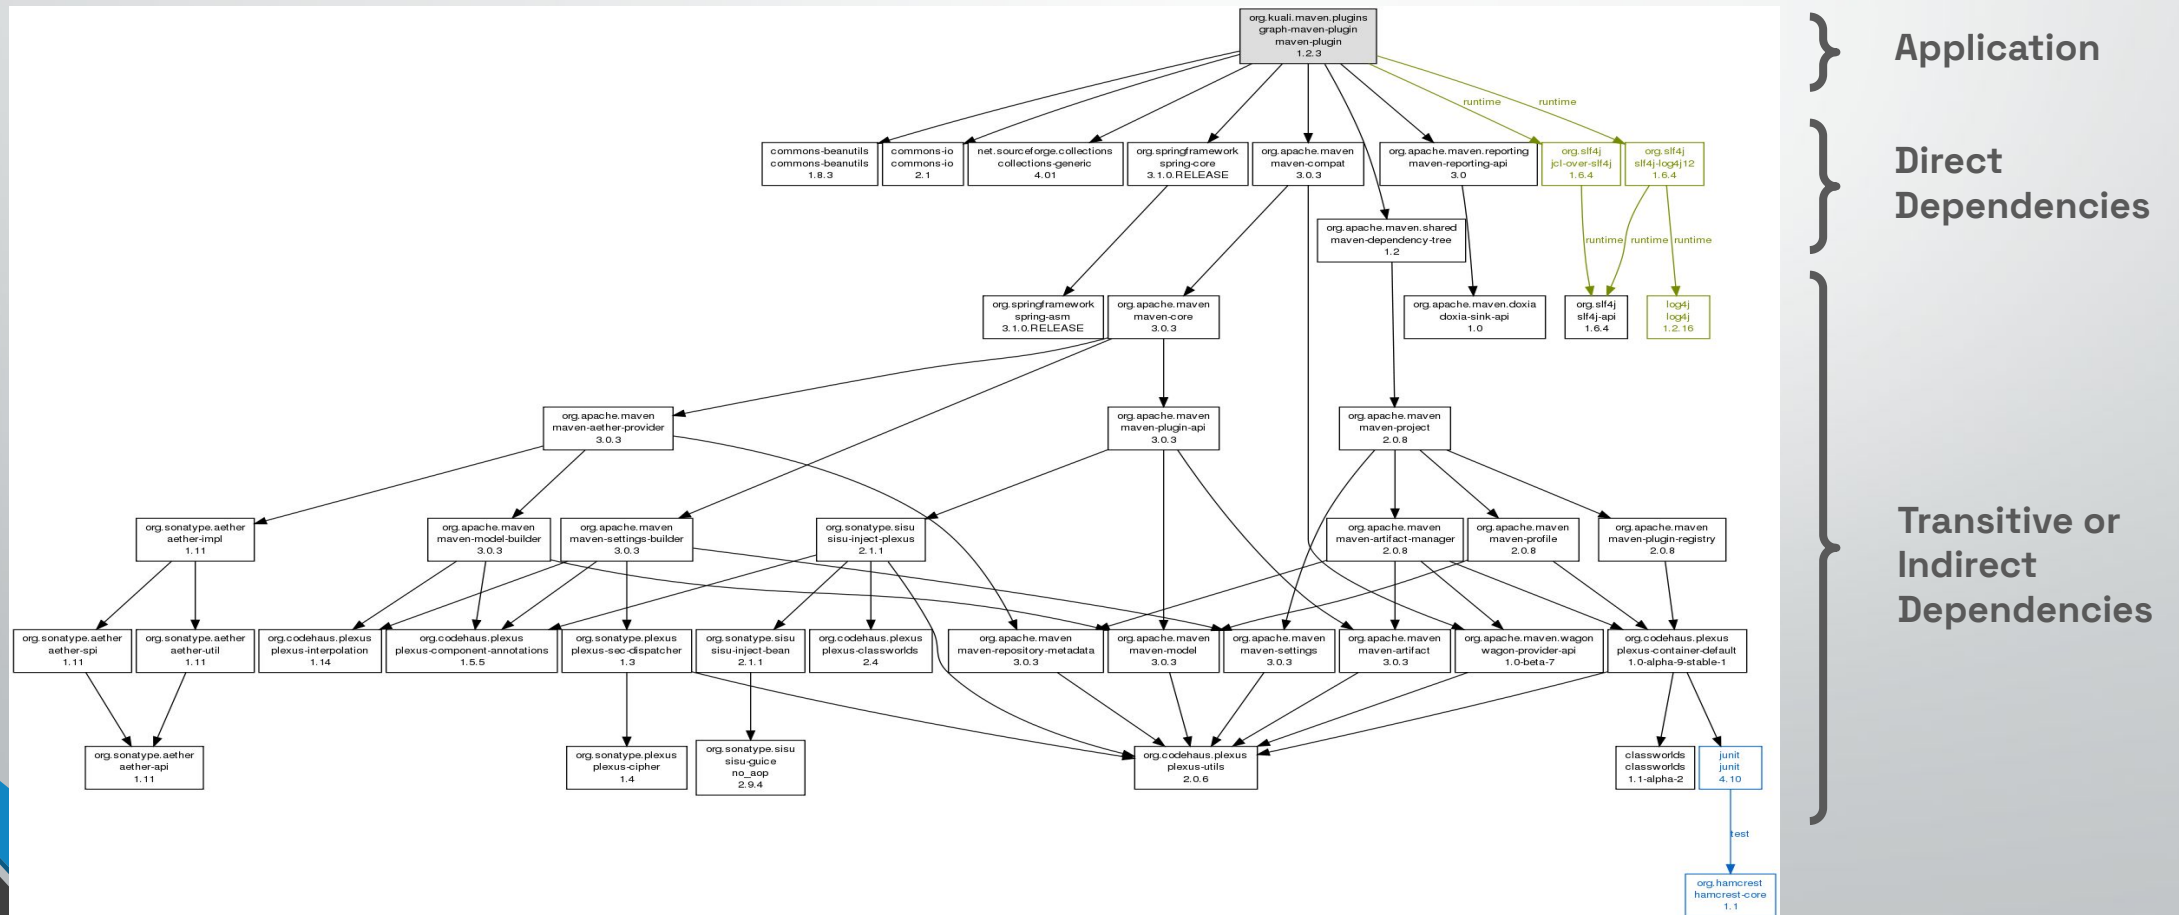 org.kuali.maven.plugins
graph-maven-plugin
maven-plugin
1.2.3
Application
runtime
runtime
commons-beanutils
commons-beanutils
1.8.3
commons-io
commons-io
2.1
net.sourceforge.collections
collections-generic
4.01
org.springframework
spring-core
3.1.0.RELEASE
org.apache.maven
maven-compat
3.0.3
org.apache.maven.reporting
maven-reporting-api
3.0
org.slf4j
jcl-over-slf4j
1.6.4
org.slf4j
slf4j-log4j12
1.6.4
Direct
Dependencies
org.apache.maven.shared
maven-dependency-tree
1.2
runtime
runtime
runtime
org.springframework
spring-asm
3.1.0.RELEASE
org.apache.maven
maven-core
3.0.3
org.apache.maven.doxia
doxia-sink-api
1.0
org.slf4j
slf4j-api
1.6.4
log4j
log4j
1.2.16
org.apache.maven
maven-aether-provider
3.0.3
org.apache.maven
maven-plugin-api
3.0.3
org.apache.maven
maven-project
2.0.8
org.sonatype.aether
aether-impl
1.11
org.apache.maven
maven-model-builder
3.0.3
org.apache.maven
maven-settings-builder
3.0.3
org.sonatype.sisu
sisu-inject-plexus
2.1.1
org.apache.maven
maven-artifact-manager
2.0.8
org.apache.maven
maven-profile
2.0.8
org.apache.maven
maven-plugin-registry
2.0.8
Transitive or
Indirect
Dependencies
org.sonatype.aether
aether-spi
1.11
org.sonatype.aether
aether-util
1.11
org.codehaus.plexus
plexus-interpolation
1.14
org.codehaus.plexus
plexus-component-annotations
1.5.5
org.sonatype.plexus
plexus-sec-dispatcher
1.3
org.sonatype.sisu
sisu-inject-bean
2.1.1
org.codehaus.plexus
plexus-classworlds
2.4
org.apache.maven
maven-repository-metadata
3.0.3
org.apache.maven
maven-model
3.0.3
org.apache.maven
maven-settings
3.0.3
org.apache.maven
maven-artifact
3.0.3
org.apache.maven.wagon
wagon-provider-api
1.0-beta-7
org.codehaus.plexus
plexus-container-default
1.0-alpha-9-stable-1
org.sonatype.aether
aether-api
1.11
org.sonatype.plexus
plexus-cipher
1.4
org.sonatype.sisu
sisu-guice
no_aop
2.9.4
org.codehaus.plexus
plexus-utils
2.0.6
classworlds
classworlds
1.1-alpha-2
junit
junit
4.10
test
org.hamcrest
hamcrest-core
1.1